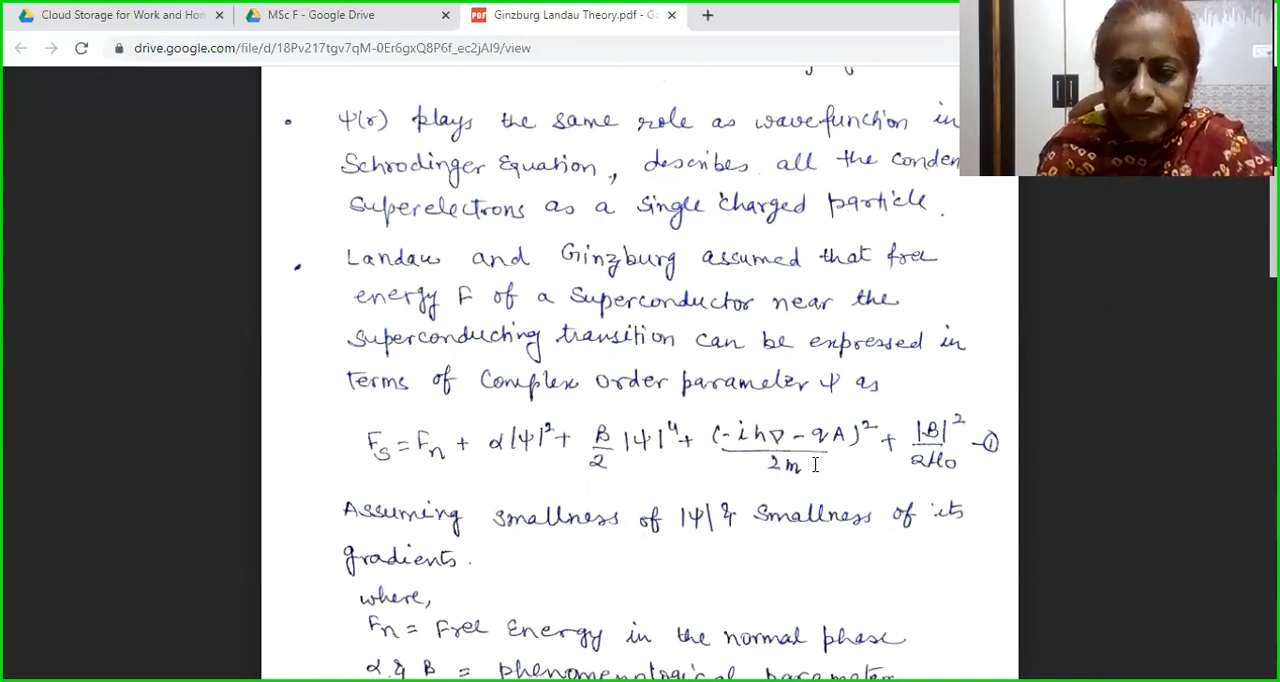 Cloud Storage for Work and Hon
MSc F - Google Drive
Ginzburg Landau Theory.pdf - Go
drive.google.com/file/d/18Pv217tgv7qM-0Er6gxQ8P6f_ec2jAI9/view
• Ψ(r) plays the same role as wavefunction in
Schrodinger Equation, describes all the conden
Superelectrons as a single charged particle.
• Landau and Ginzburg assumed that free
energy F of a superconductor near the
superconducting transition can be expressed in
terms of Complex order parameter Ψ as
Fs = Fn + α|Ψ|² + β/2 |Ψ|⁴ + (-iħ∇ - qA)²/2m + |B|²/2μ₀ —①
Assuming smallness of |Ψ| & smallness of its
gradients.
where,
Fn = Free Energy in the normal phase
α & β = phenomenological parameter